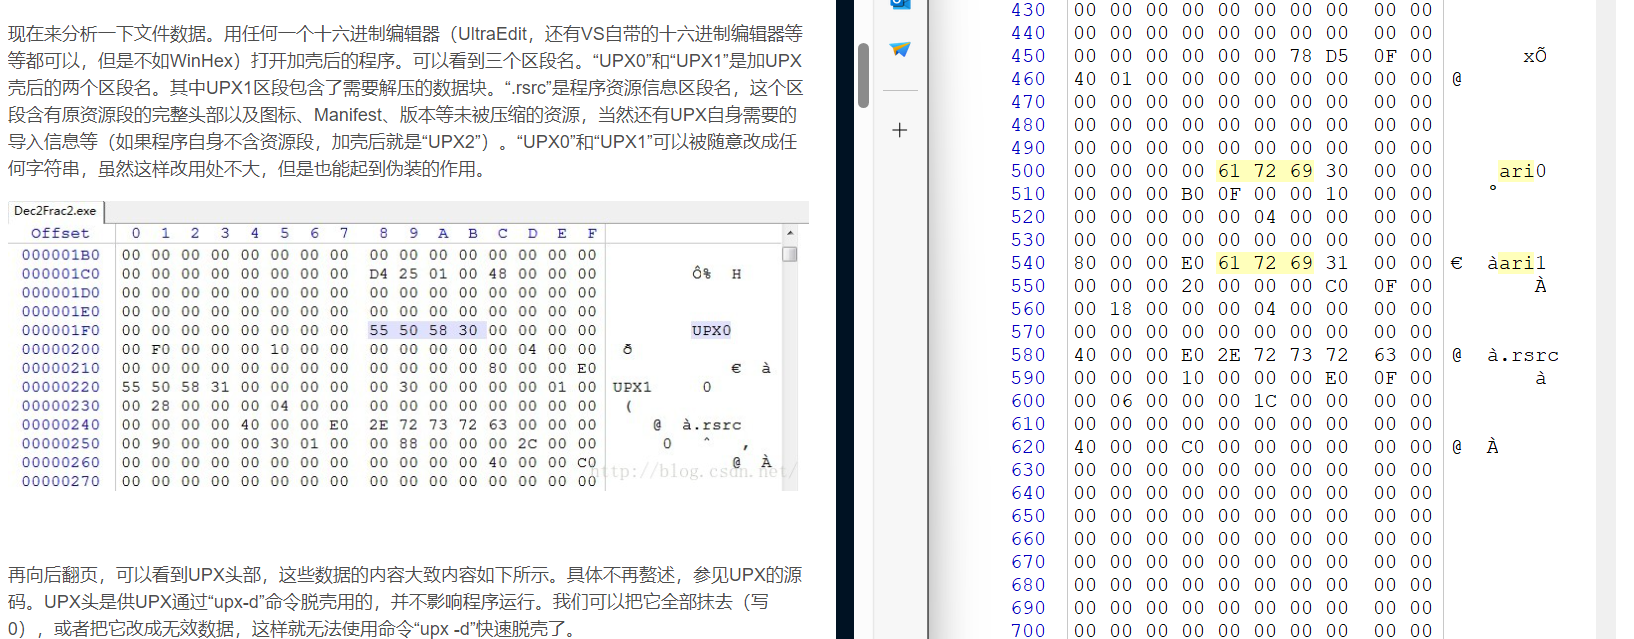 现在来分析一下文件数据。用任何一个十六进制编辑器（UltraEdit，还有VS自带的十六进制编辑器等
等都可以，但是不如WinHex）打开加壳后的程序。可以看到三个区段名。“UPX0”和“UPX1”是加UPX
壳后的两个区段名。其中UPX1区段包含了需要解压的数据块。“.rsrc”是程序资源信息区段名，这个区
段含有原资源段的完整头部以及图标、Manifest、版本等未被压缩的资源，当然还有UPX自身需要的
导入信息等（如果程序自身不含资源段，加壳后就是“UPX2”）。“UPX0”和“UPX1”可以被随意改成任
何字符串，虽然这样改用处不大，但是也能起到伪装的作用。
Dec2Frac2.exe
Offset 0 1 2 3 4 5 6 7 8 9 A B C D E F
000001B0 00 00 00 00 00 00 00 00 00 00 00 00 00 00 00 00
000001C0 00 00 00 00 00 00 00 00 D4 25 01 00 48 00 00 00 Ô% H
000001D0 00 00 00 00 00 00 00 00 00 00 00 00 00 00 00 00
000001E0 00 00 00 00 00 00 00 00 00 00 00 00 00 00 00 00
000001F0 00 00 00 00 00 00 00 00 55 50 58 30 00 00 00 00 UPX0
00000200 00 F0 00 00 00 10 00 00 00 00 00 00 00 04 00 00 ð
00000210 00 00 00 00 00 00 00 00 00 00 00 00 80 00 00 E0 € à
00000220 55 50 58 31 00 00 00 00 00 30 00 00 00 00 01 00 UPX1 0
00000230 00 28 00 00 00 04 00 00 00 00 00 00 00 00 00 00 (
00000240 00 00 00 00 40 00 00 E0 2E 72 73 72 63 00 00 00 @ à.rsrc
00000250 00 90 00 00 00 30 01 00 00 88 00 00 00 2C 00 00 0 ˆ ,
00000260 00 00 00 00 00 00 00 00 00 00 00 00 40 00 00 C0 @ À
00000270 00 00 00 00 00 00 00 00 00 00 00 00 00 00 00 00
http://blog.csdn.net/
再向后翻页，可以看到UPX头部，这些数据的内容大致内容如下所示。具体不再赘述，参见UPX的源
码。UPX头是供UPX通过“upx-d”命令脱壳用的，并不影响程序运行。我们可以把它全部抹去（写
0），或者把它改成无效数据，这样就无法使用命令“upx -d”快速脱壳了。
430 00 00 00 00 00 00 00 00 00 00
440 00 00 00 00 00 00 00 00 00 00
450 00 00 00 00 00 00 78 D5 0F 00 xÕ
460 40 01 00 00 00 00 00 00 00 00 @
470 00 00 00 00 00 00 00 00 00 00
480 00 00 00 00 00 00 00 00 00 00
490 00 00 00 00 00 00 00 00 00 00
500 00 00 00 00 61 72 69 30 00 00 ari0
510 00 00 00 B0 0F 00 00 10 00 00 °
520 00 00 00 00 00 04 00 00 00 00
530 00 00 00 00 00 00 00 00 00 00
540 80 00 00 E0 61 72 69 31 00 00 € àari1
550 00 00 00 20 00 00 00 C0 0F 00 À
560 00 18 00 00 00 04 00 00 00 00
570 00 00 00 00 00 00 00 00 00 00
580 40 00 00 E0 2E 72 73 72 63 00 @ à.rsrc
590 00 00 00 10 00 00 00 E0 0F 00 à
600 00 06 00 00 00 1C 00 00 00 00
610 00 00 00 00 00 00 00 00 00 00
620 40 00 00 C0 00 00 00 00 00 00 @ À
630 00 00 00 00 00 00 00 00 00 00
640 00 00 00 00 00 00 00 00 00 00
650 00 00 00 00 00 00 00 00 00 00
660 00 00 00 00 00 00 00 00 00 00
670 00 00 00 00 00 00 00 00 00 00
680 00 00 00 00 00 00 00 00 00 00
690 00 00 00 00 00 00 00 00 00 00
700 00 00 00 00 00 00 00 00 00 00